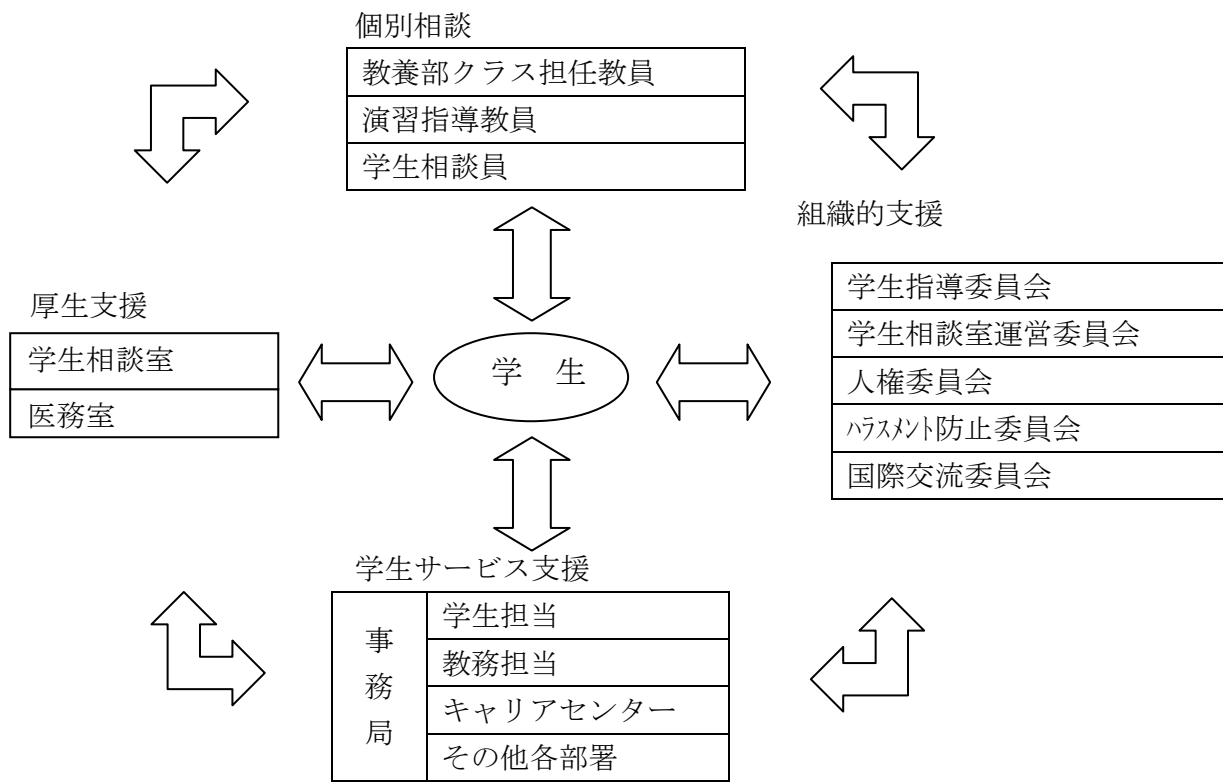 個別相談
教養部クラス担任教員
演習指導教員
学生相談員
組織的支援
学生指導委員会
学生相談室運営委員会
人権委員会
ﾊﾗｽﾒﾝﾄ防止委員会
国際交流委員会
厚生支援
学生相談室
医務室
学　生
学生サービス支援
事務局
学生担当
教務担当
キャリアセンター
その他各部署